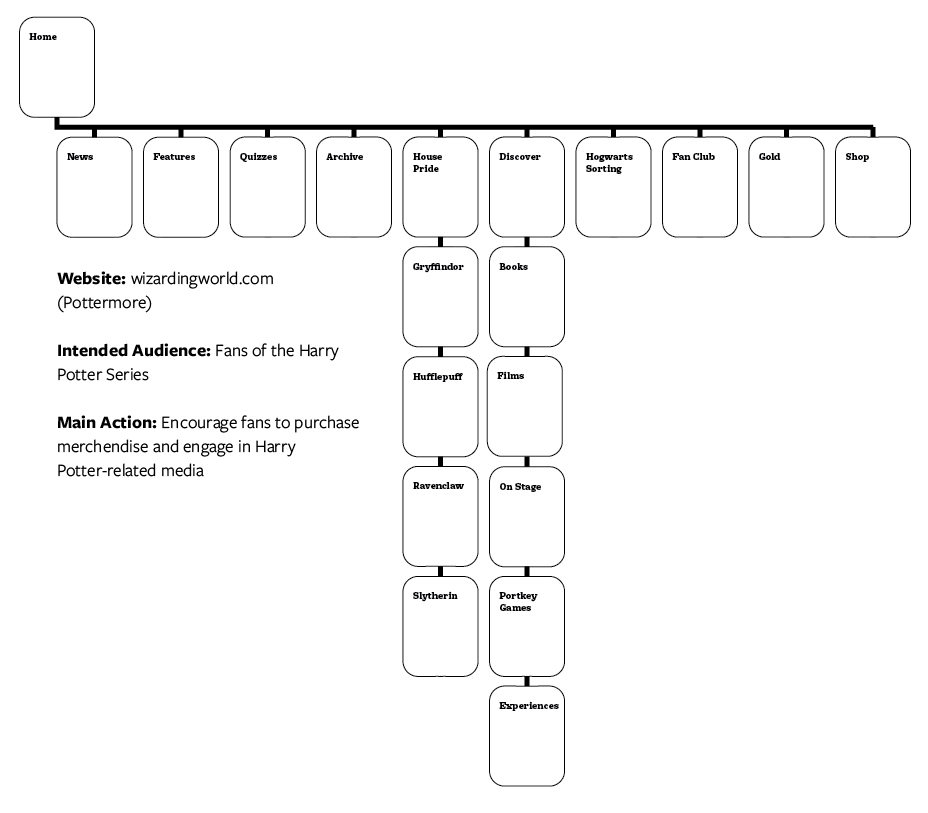 Home
News
Features
Quizzes
Archive
House
Pride
Discover
Hogwarts
Sorting
Fan Club
Gold
Shop
Gryffindor
Books
Website: wizardingworld.com
(Pottermore)
Intended Audience: Fans of the Harry
Potter Series
Hufflepuff
Films
Main Action: Encourage fans to purchase
merchendise and engage in Harry
Potter-related media
Ravenclaw
On Stage
Slytherin
Portkey
Games
Experiences